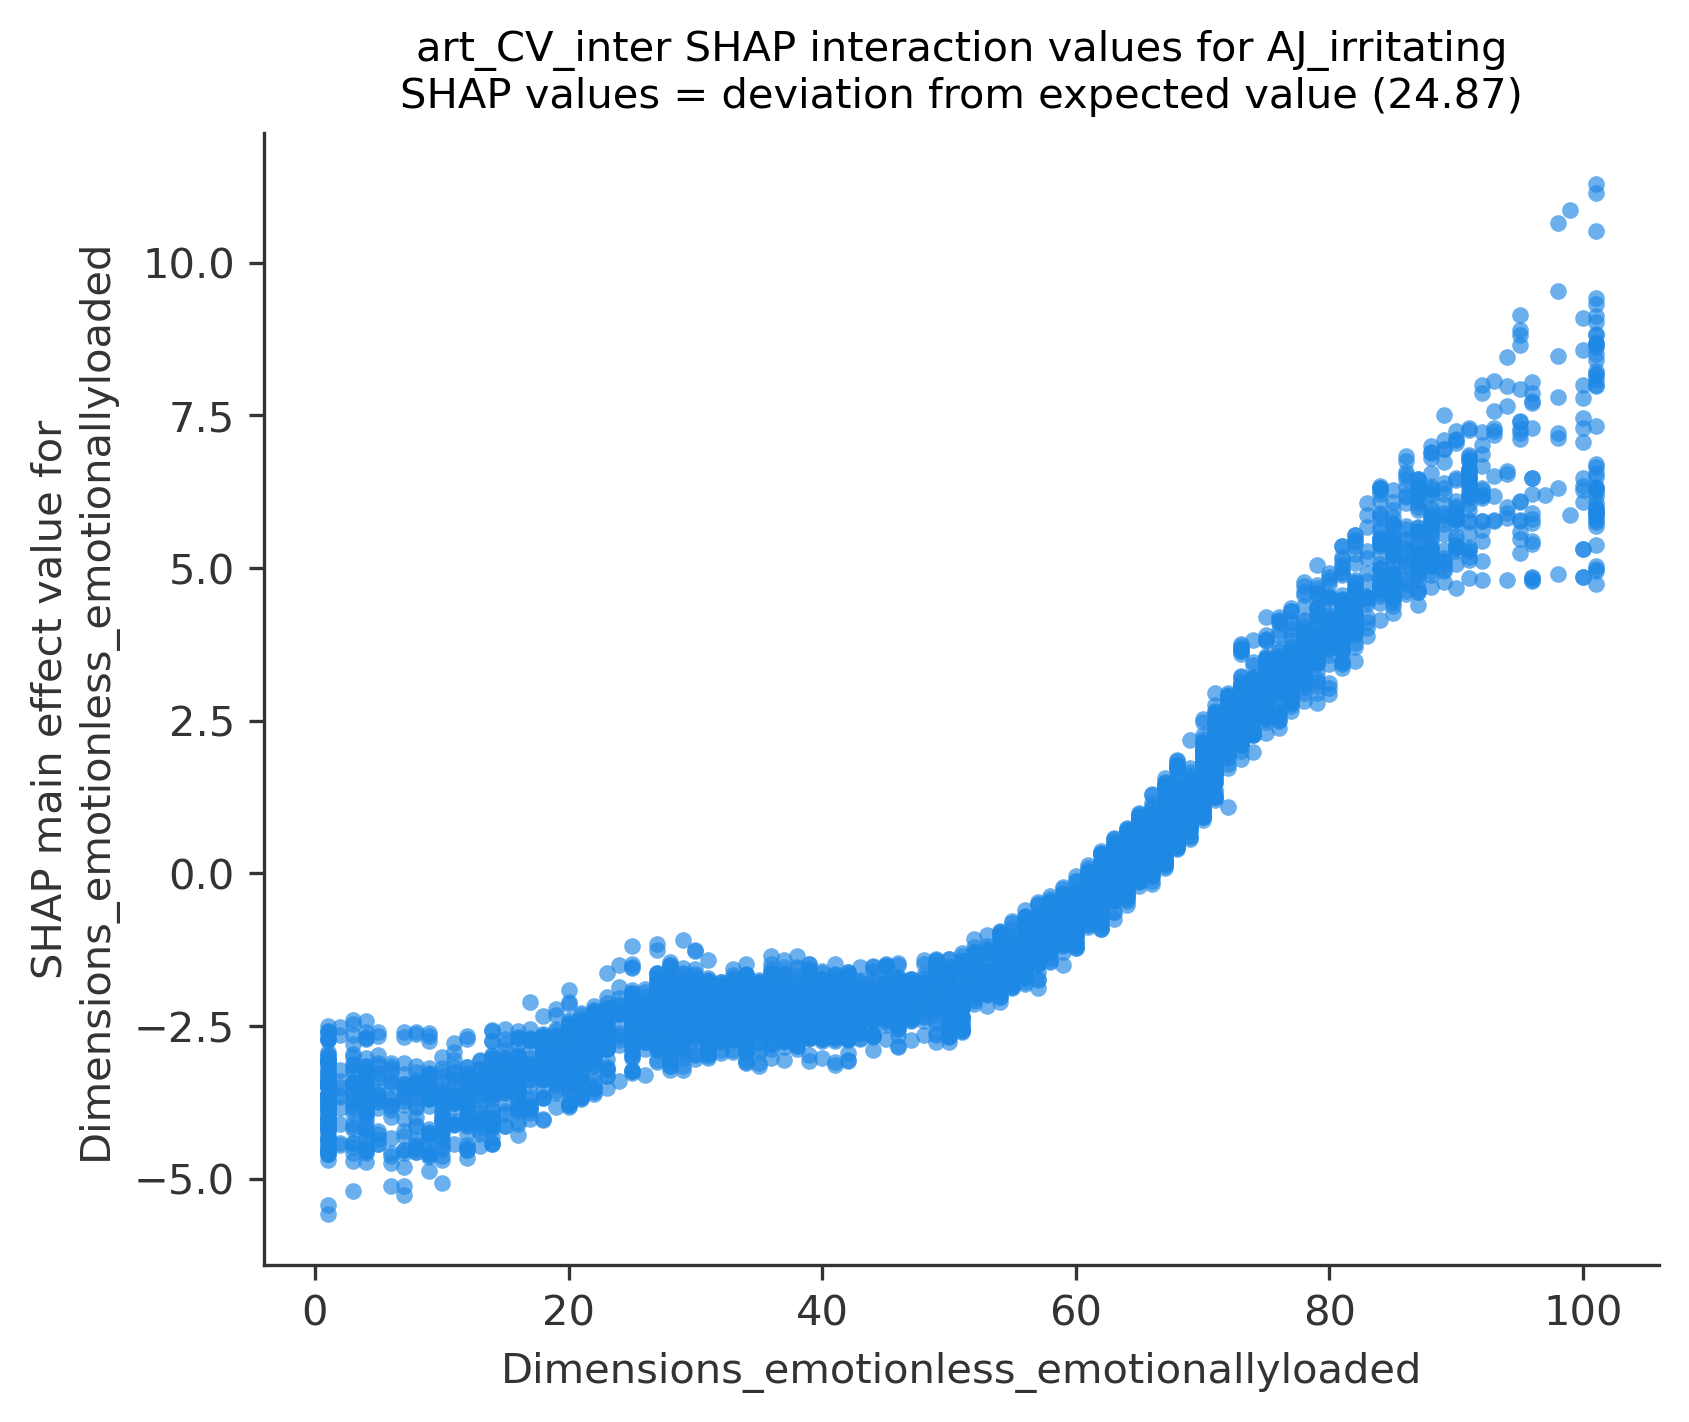 art_CV_inter SHAP interaction values for AJ_irritating
SHAP values = deviation from expected value (24.87)
SHAP main effect value for
Dimensions_emotionless_emotionallyloaded
10.0
7.5
5.0
2.5
0.0
−2.5
−5.0
0
20
40
60
80
100
Dimensions_emotionless_emotionallyloaded